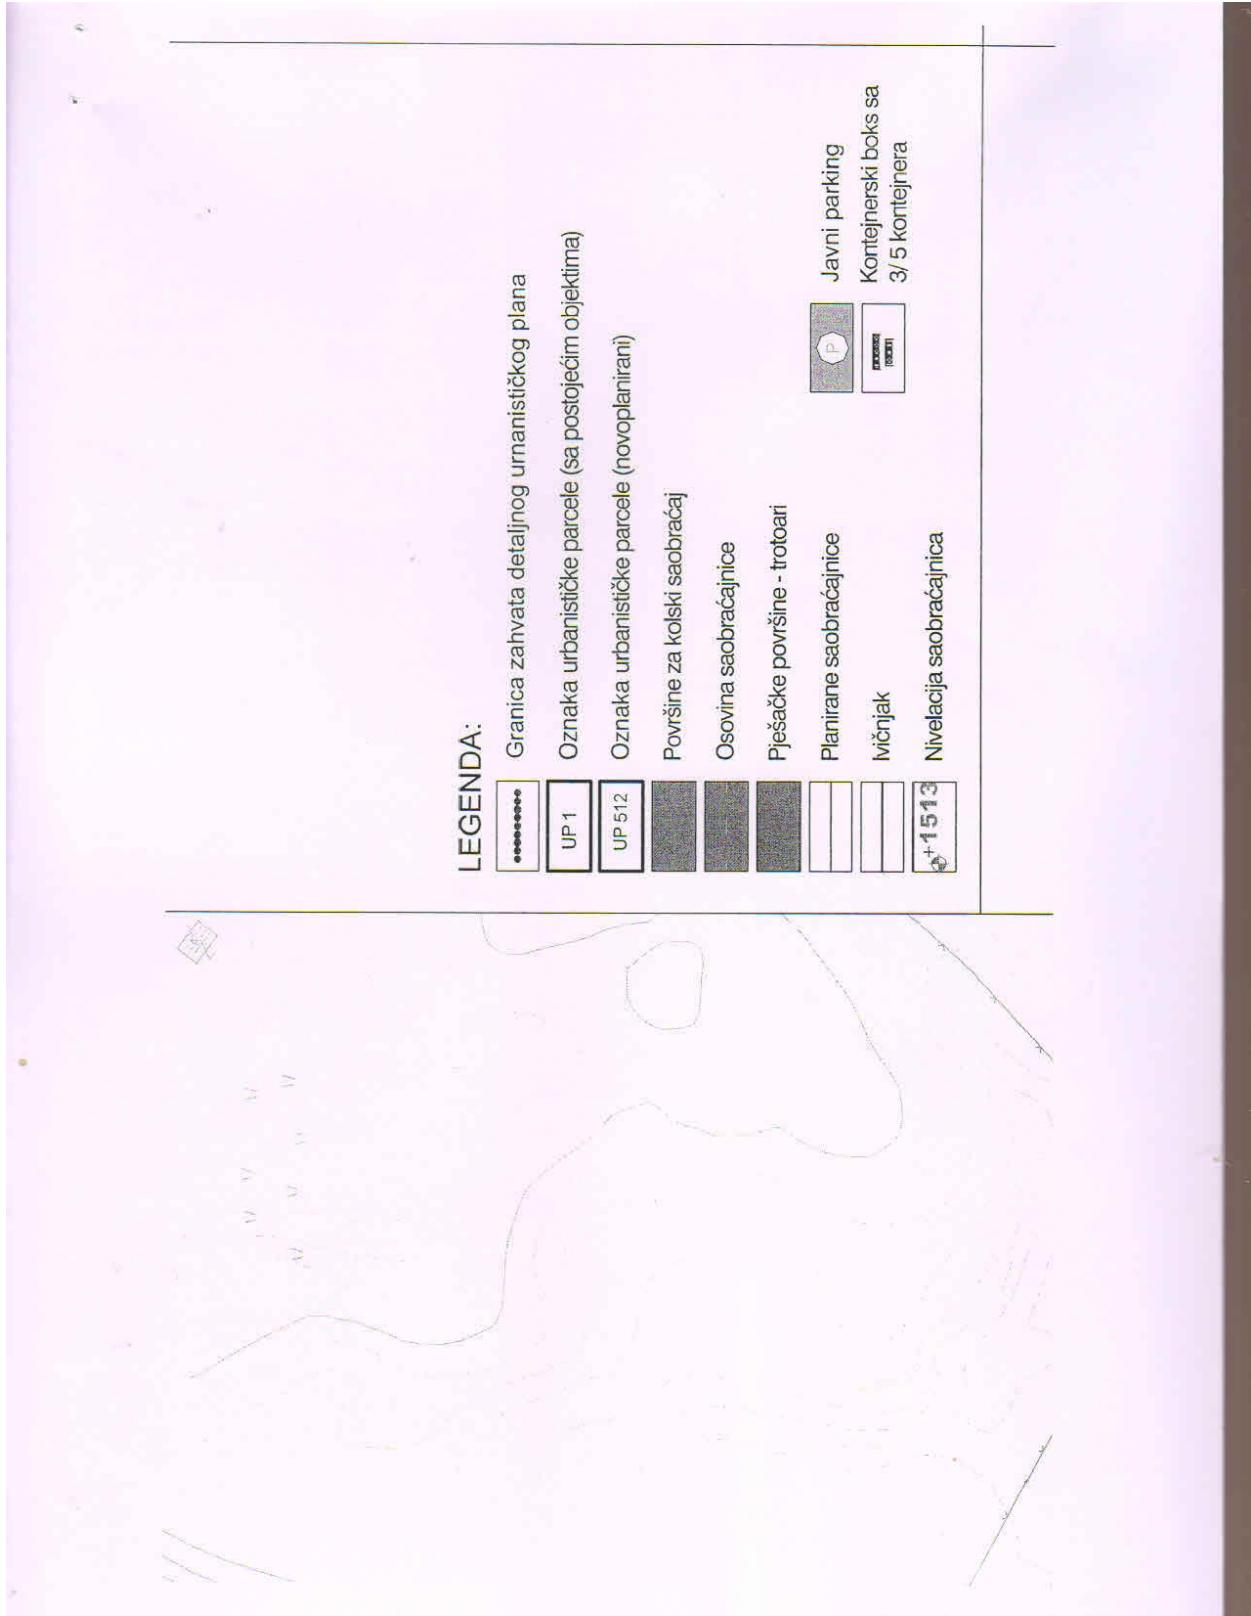 LEGENDA:
Granica zahvata detaljnog urnanističkog plana
UP 1
Oznaka urbanističke parcele (sa postojećim objektima)
UP 512
Oznaka urbanističke parcele (novoplanirani)
Površine za kolski saobraćaj
Osovina saobraćajnice
Pješačke površine - trotoari
Planirane saobraćajnice
Ivičnjak
+1513
Nivelacija saobraćajnica
P
Javni parking
Kontejnerski boks sa
3/ 5 kontejnera